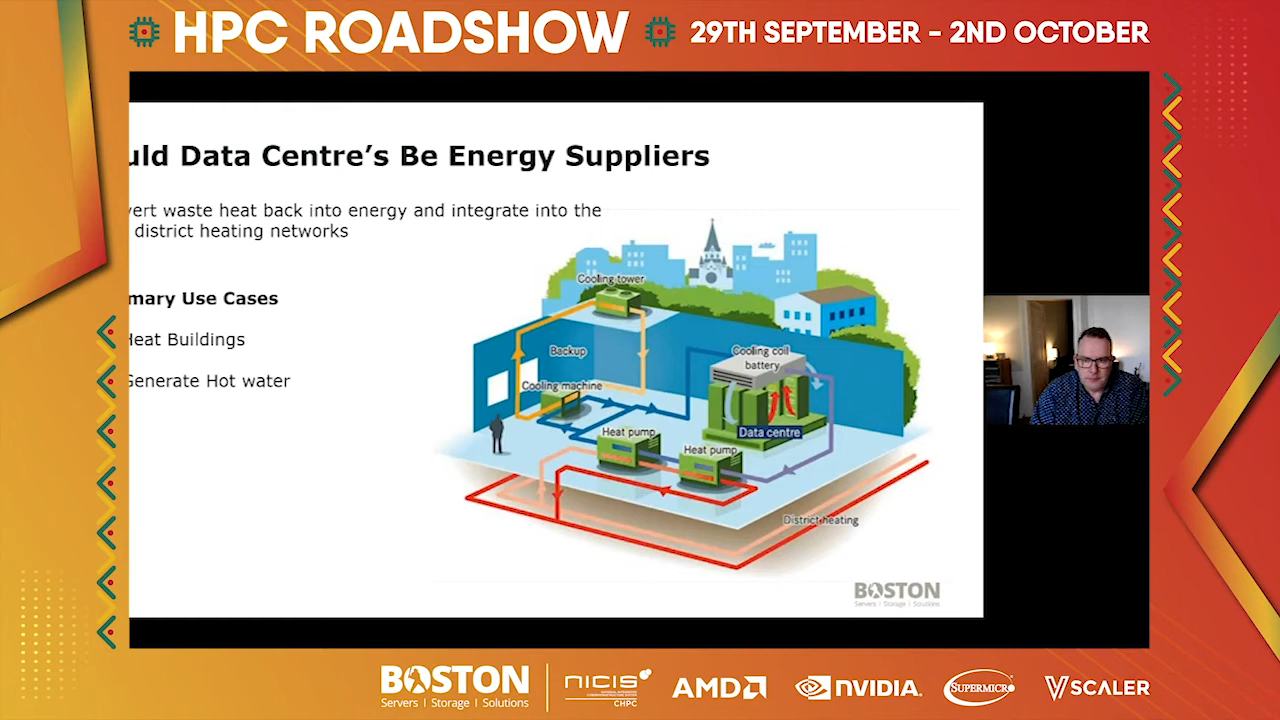 HPC ROADSHOW
29TH SEPTEMBER - 2ND OCTOBER
uld Data Centre's Be Energy Suppliers
vert waste heat back into energy and integrate into the
district heating networks
mary Use Cases
Heat Buildings
Generate Hot water
Cooling tower
Backup
Cooling coil
battery
Cooling machine
Heat pump
Data centre
Heat pump
District heating
BOSTON
Servers | Storage | Solutions
BOSTON
Servers | Storage | Solutions
NICIS
CHPC
AMD
NVIDIA
SUPERMICRO
VSCALER